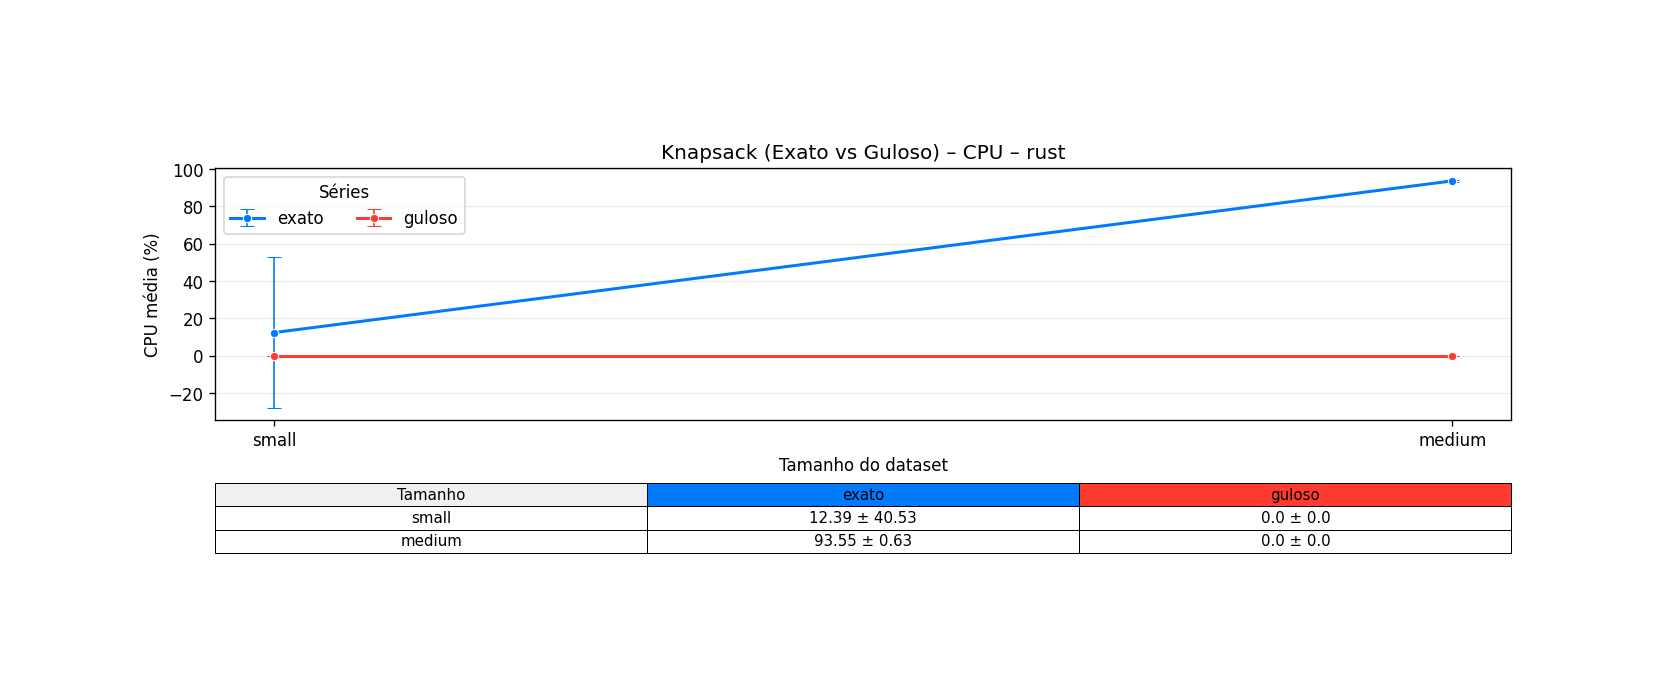 Knapsack (Exato vs Guloso) – CPU – rust
100
80
60
40
20
0
−20
CPU média (%)
Séries
exato guloso
small medium
Tamanho do dataset
Tamanho exato guloso
small 12.39 ± 40.53 0.0 ± 0.0
medium 93.55 ± 0.63 0.0 ± 0.0